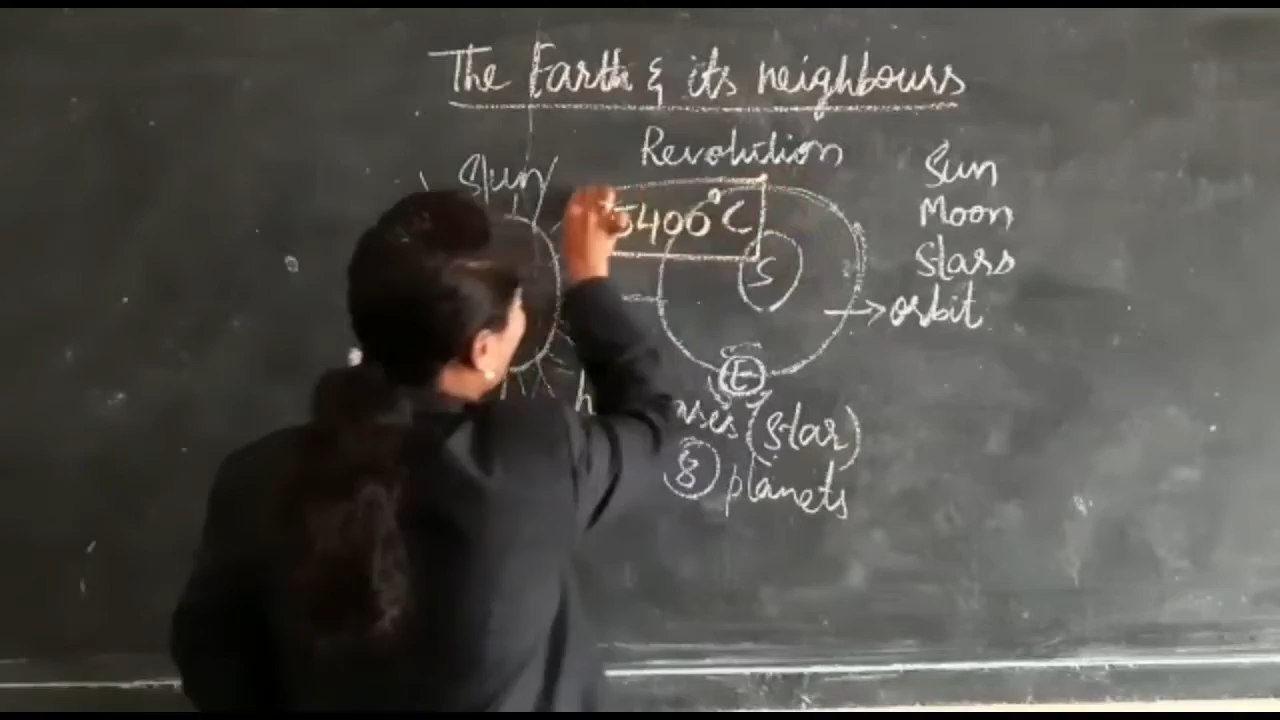 The Earth & its neighbours
Revolution
Sun
Sun
Moon
Stars
5400°C
S
orbit
E
(Star)
8 planets